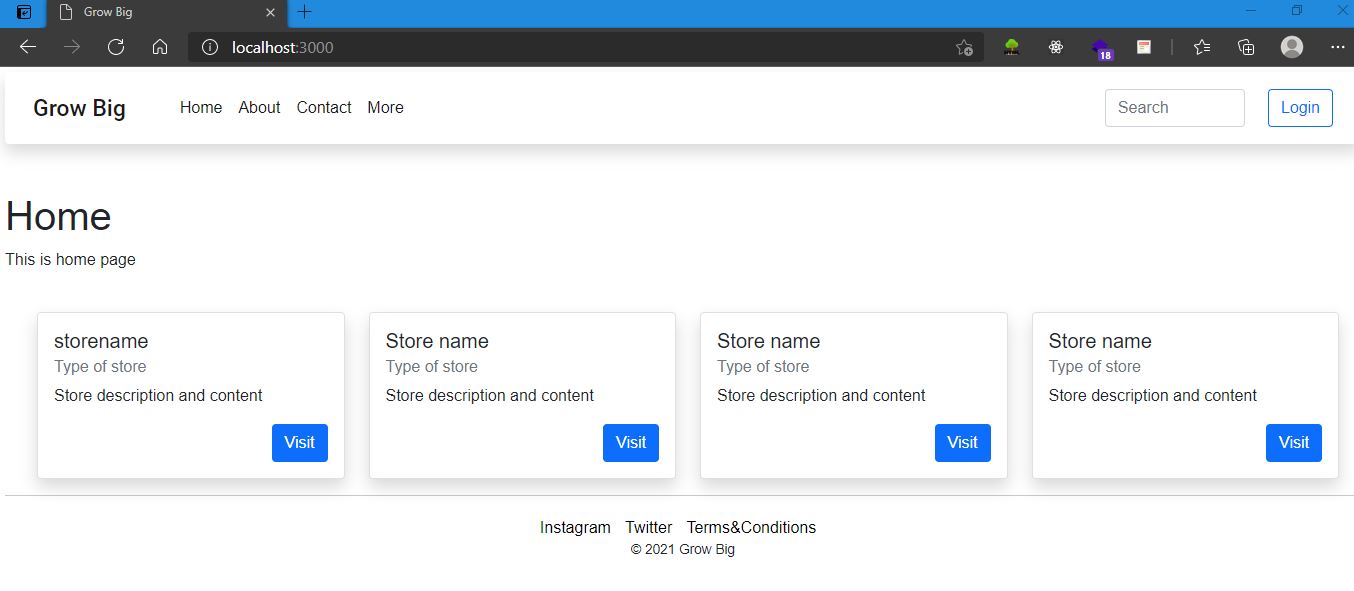 Grow Big
localhost:3000
18
Grow Big Home About Contact More Search Login
Home
This is home page
storename Store name Store name Store name
Type of store Type of store Type of store Type of store
Store description and content Store description and content Store description and content Store description and content
Visit Visit Visit Visit
Instagram Twitter Terms&Conditions
© 2021 Grow Big